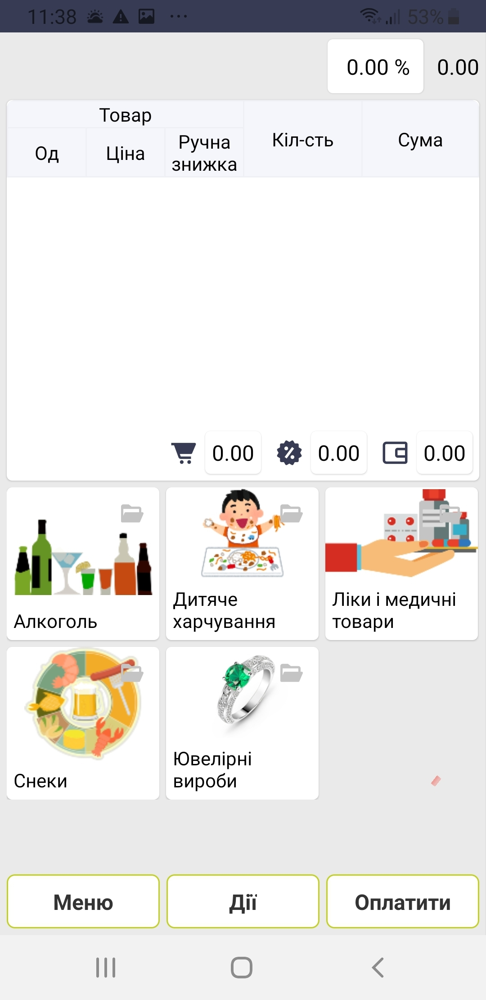 11:38
53%
0.00 %
0.00
Товар
Од
Ціна
Ручна
знижка
Кіл-сть
Сума
0.00
0.00
0.00
Алкоголь
Дитяче
харчування
Ліки і медичні
товари
Снеки
Ювелірні
вироби
Меню
Дії
Оплатити